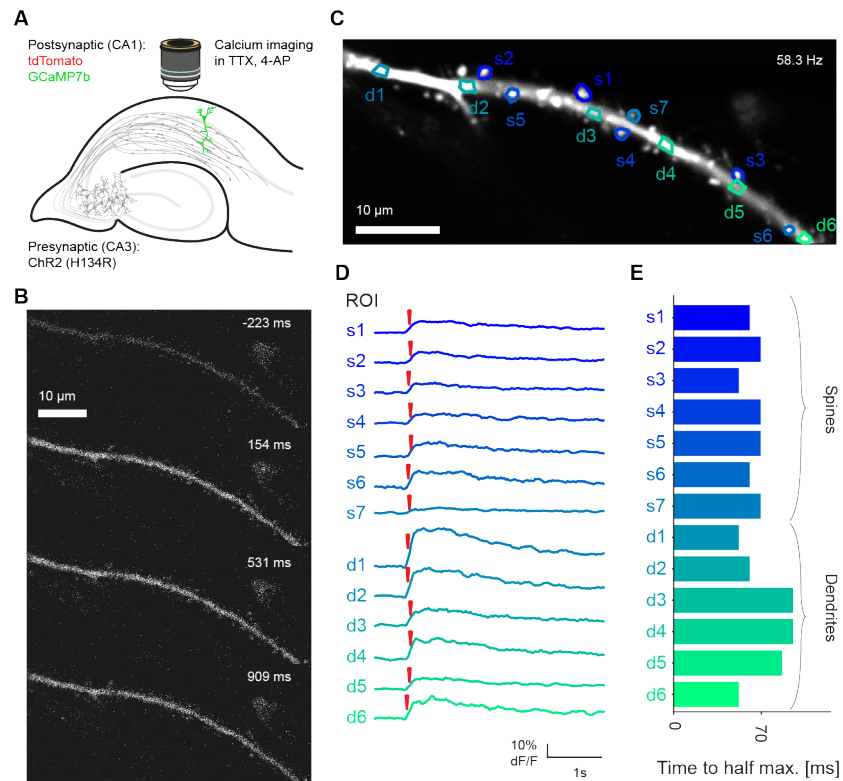 A
Postsynaptic (CA1):
tdTomato
GCaMP7b
Calcium imaging
in TTX, 4-AP
Presynaptic (CA3):
ChR2 (H134R)
B
-223 ms
10 µm
154 ms
531 ms
909 ms
C
58.3 Hz
s2
s1
d1
d2
s5
s7
d3
s4
d4
s3
d5
s6
d6
10 µm
D
ROI
s1
s2
s3
s4
s5
s6
s7
d1
d2
d3
d4
d5
d6
10%
dF/F
1s
E
s1
s2
s3
s4
s5
s6
s7
d1
d2
d3
d4
d5
d6
Spines
Dendrites
0
70
Time to half max. [ms]